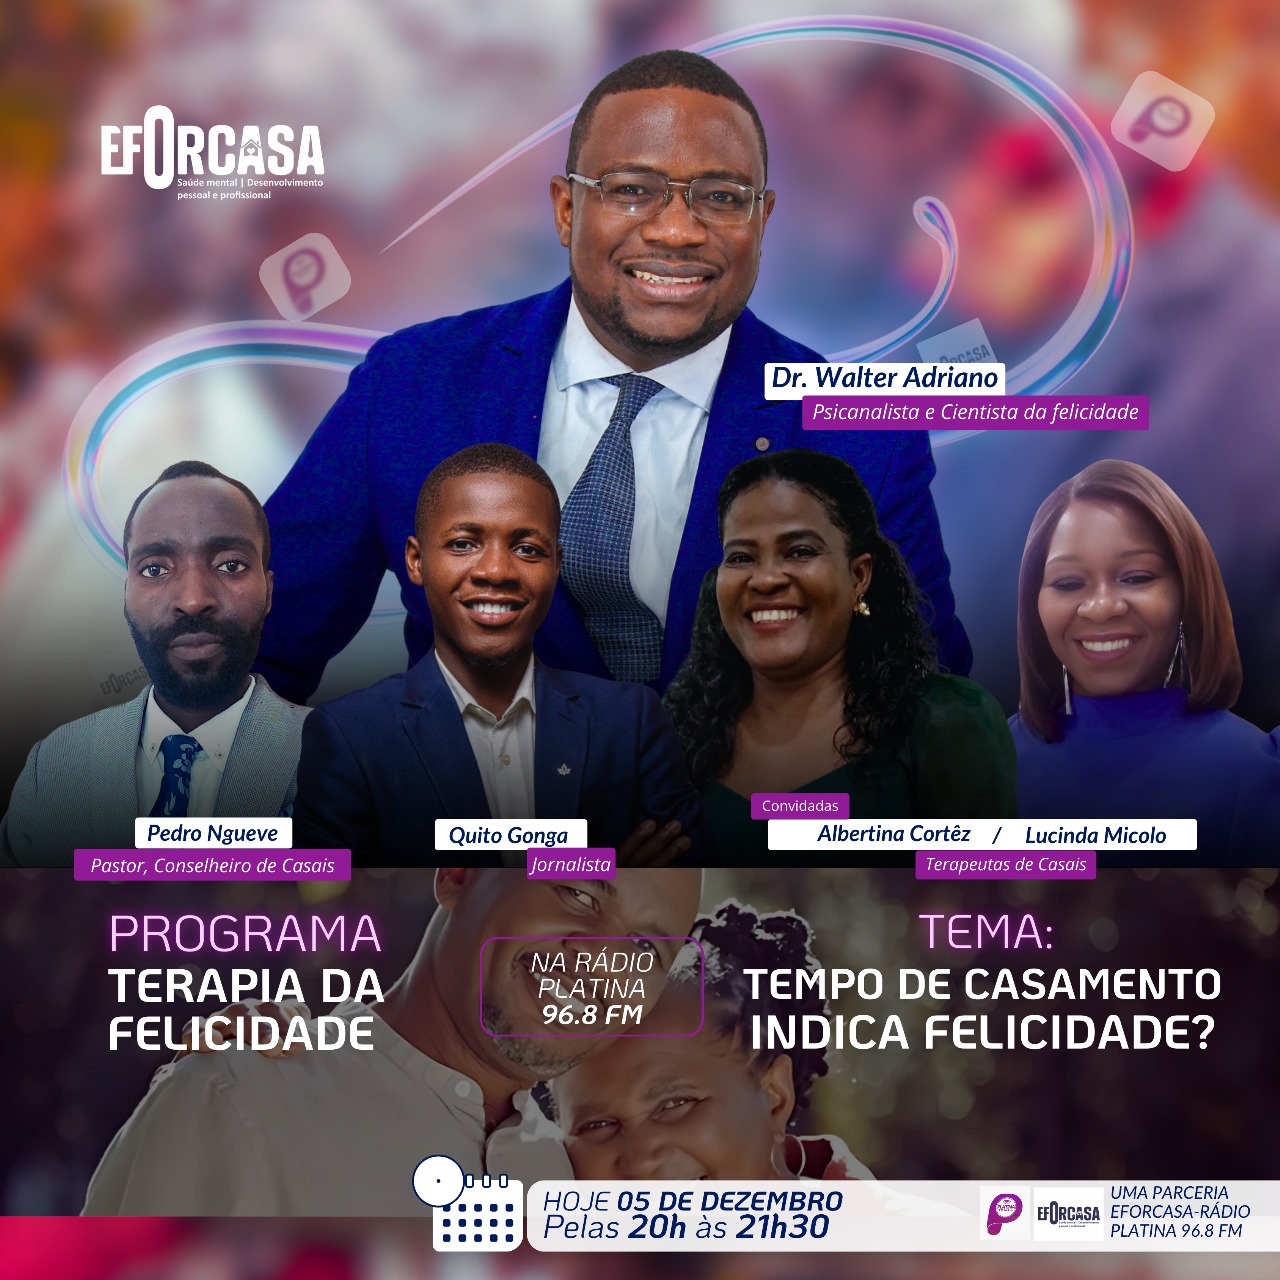 EFORCASA
Saúde mental | Desenvolvimento
pessoal e profissional
Dr. Walter Adriano
Psicanalista e Cientista da felicidade
Convidadas
Pedro Ngueve
Pastor, Conselheiro de Casais
Quito Gonga
Jornalista
Albertina Cortêz / Lucinda Micolo
Terapeutas de Casais
PROGRAMA
TERAPIA DA
FELICIDADE
NA RÁDIO
PLATINA
96.8 FM
TEMA:
TEMPO DE CASAMENTO
INDICA FELICIDADE?
HOJE 05 DE DEZEMBRO
Pelas 20h às 21h30
PLATINA
EFORCASA
UMA PARCERIA
EFORCASA-RÁDIO
PLATINA 96.8 FM